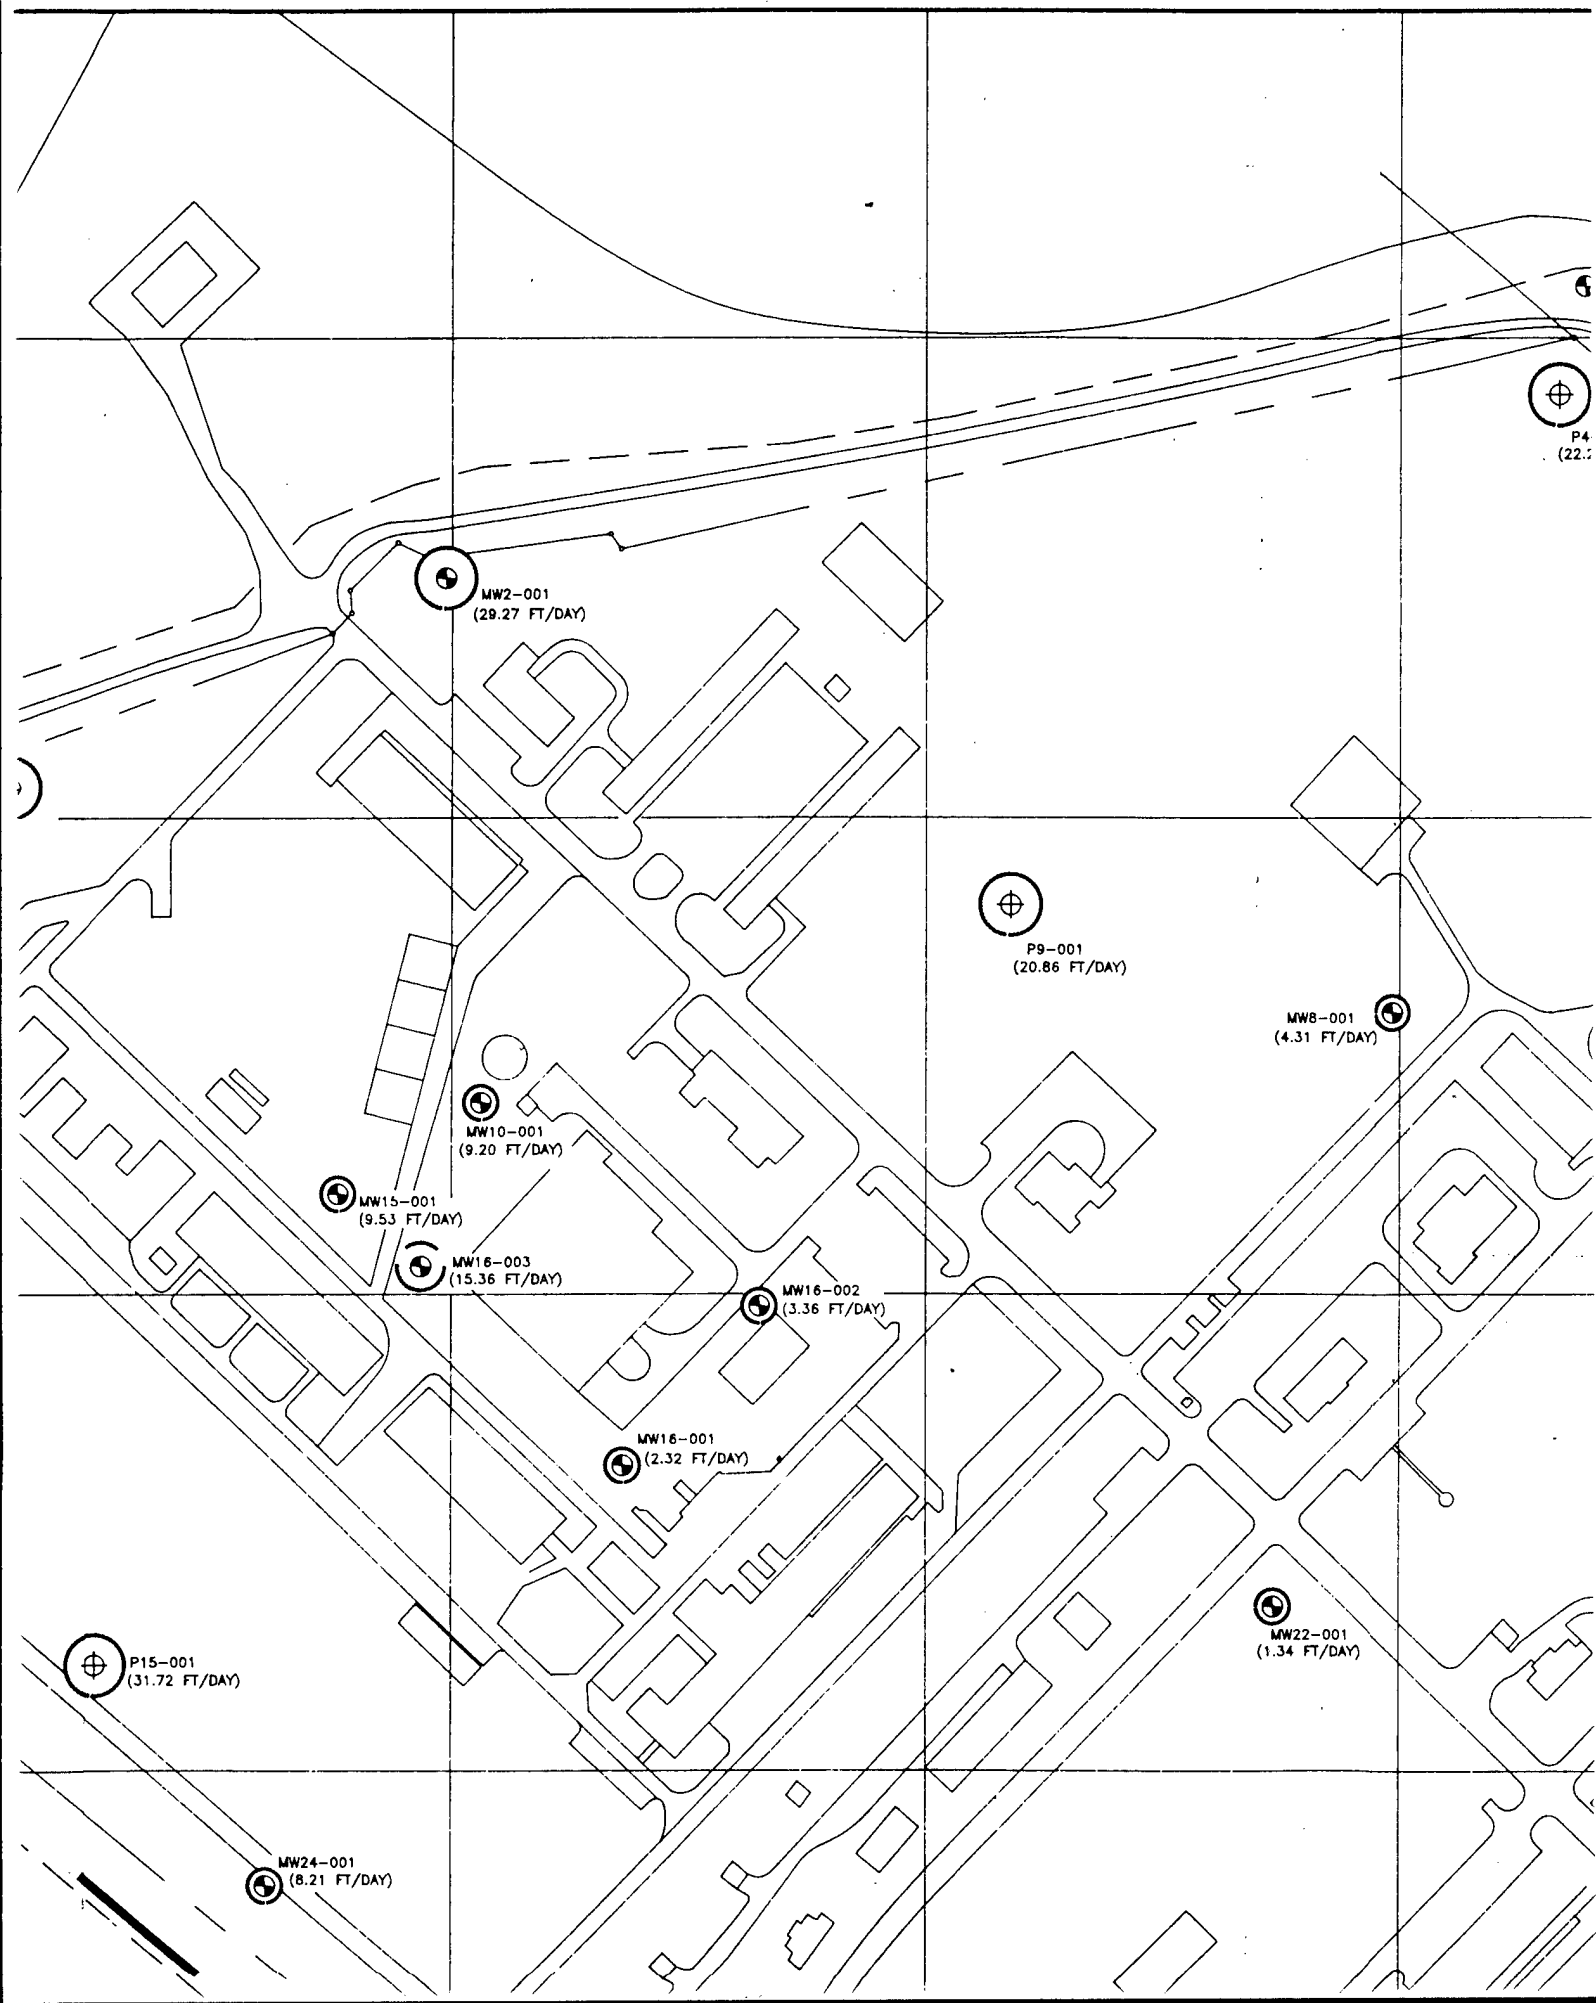 P4
(22.
MW2-001
(29.27 FT/DAY)
P9-001
(20.86 FT/DAY)
MW8-001
(4.31 FT/DAY)
MW10-001
(9.20 FT/DAY)
MW15-001
(9.53 FT/DAY)
MW16-003
(15.36 FT/DAY)
MW16-002
(3.36 FT/DAY)
MW16-001
(2.32 FT/DAY)
MW22-001
(1.34 FT/DAY)
P15-001
(31.72 FT/DAY)
MW24-001
(8.21 FT/DAY)